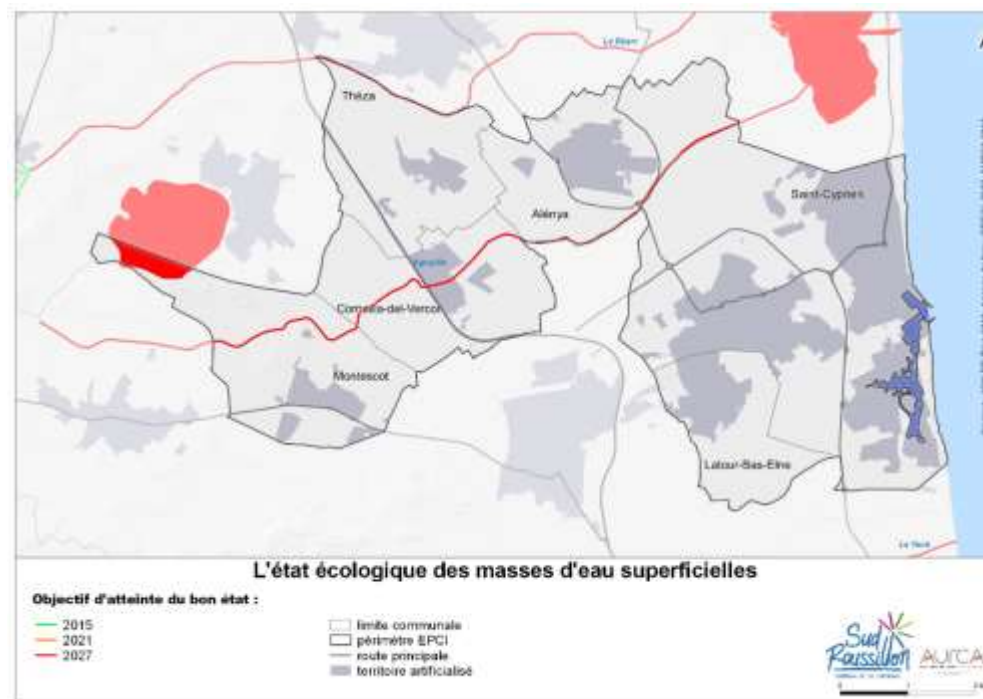 Le Réart
Théza
Saint-Cyprien
Alénya
Corneilla-del-Vercol
Montescot
Latour-Bas-Elne
Le Tech
L'état écologique des masses d'eau superficielles
Objectif d'atteinte du bon état :
2015
2021
2027
limite communale
périmètre EPCI
route principale
territoire artificialisé
Sud
Roussillon
AURCA